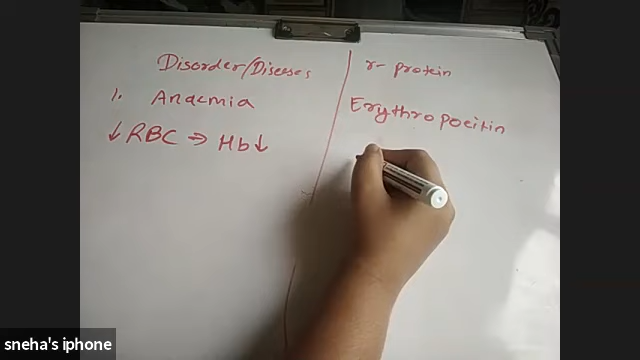 Disorder/Diseases
1. Anaemia
↓ RBC ⇒ Hb↓
r- protein
Erythropoeitin
sneha's iphone